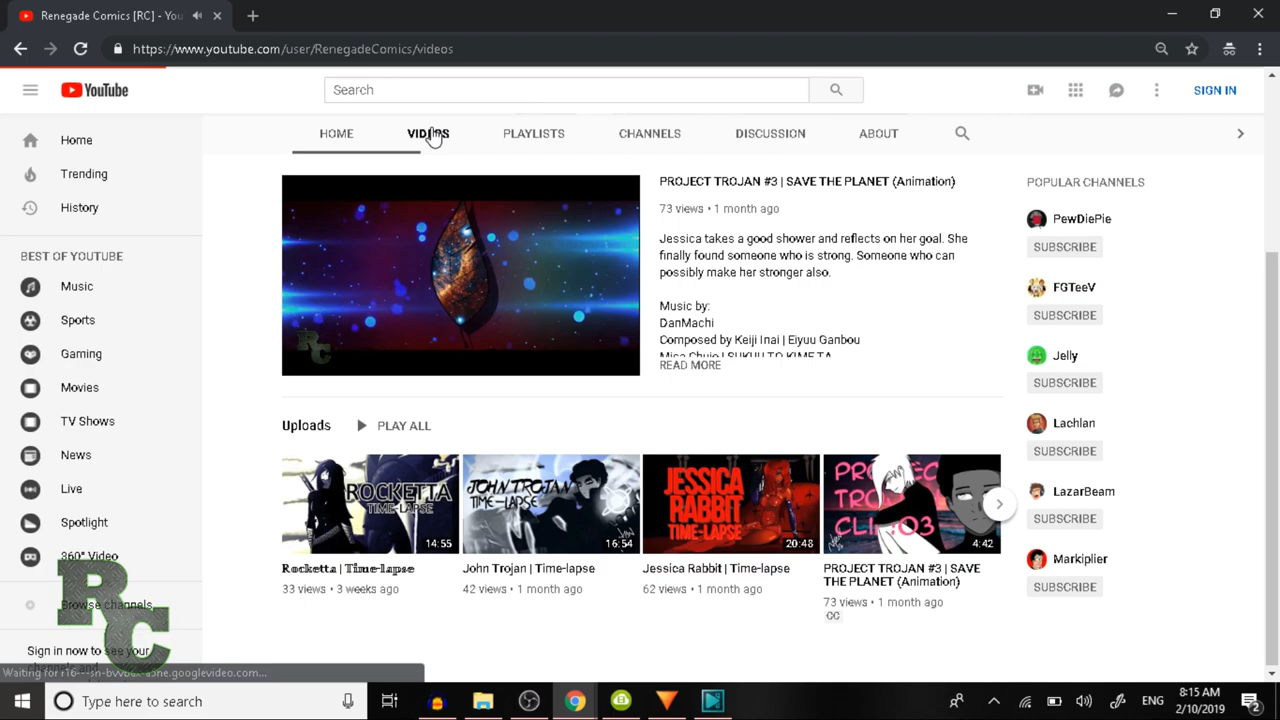 Renegade Comics [RC] - You
https://www.youtube.com/user/RenegadeComics/videos
YouTube
Search
SIGN IN
HOME
VIDEOS
PLAYLISTS
CHANNELS
DISCUSSION
ABOUT
Home
Trending
History
BEST OF YOUTUBE
Music
Sports
Gaming
Movies
TV Shows
News
Live
Spotlight
360° Video
Browse channels
Sign in now to see your
channels and
RC
Waiting for
RC
PROJECT TROJAN #3 | SAVE THE PLANET (Animation)
73 views • 1 month ago
Jessica takes a good shower and reflects on her goal. She
finally found someone who is strong. Someone who can
possibly make her stronger also.
Music by:
DanMachi
Composed by Keiji Inai | Eiyuu Ganbou
READ MORE
Uploads
PLAY ALL
ROCKETTA
TIME-LAPSE
14:55
Rocketta | Time-lapse
33 views • 3 weeks ago
JOHN TROJAN
TIME-LAPSE
16:54
John Trojan | Time-lapse
42 views • 1 month ago
JESSICA
RABBIT
TIME-LAPSE
20:48
Jessica Rabbit | Time-lapse
62 views • 1 month ago
4:42
PROJECT TROJAN #3 | SAVE
THE PLANET (Animation)
73 views • 1 month ago
CC
POPULAR CHANNELS
PewDiePie
SUBSCRIBE
FGTeeV
SUBSCRIBE
Jelly
SUBSCRIBE
Lachlan
SUBSCRIBE
LazarBeam
SUBSCRIBE
Markiplier
SUBSCRIBE
Type here to search
ENG
8:15 AM
2/10/2019
2